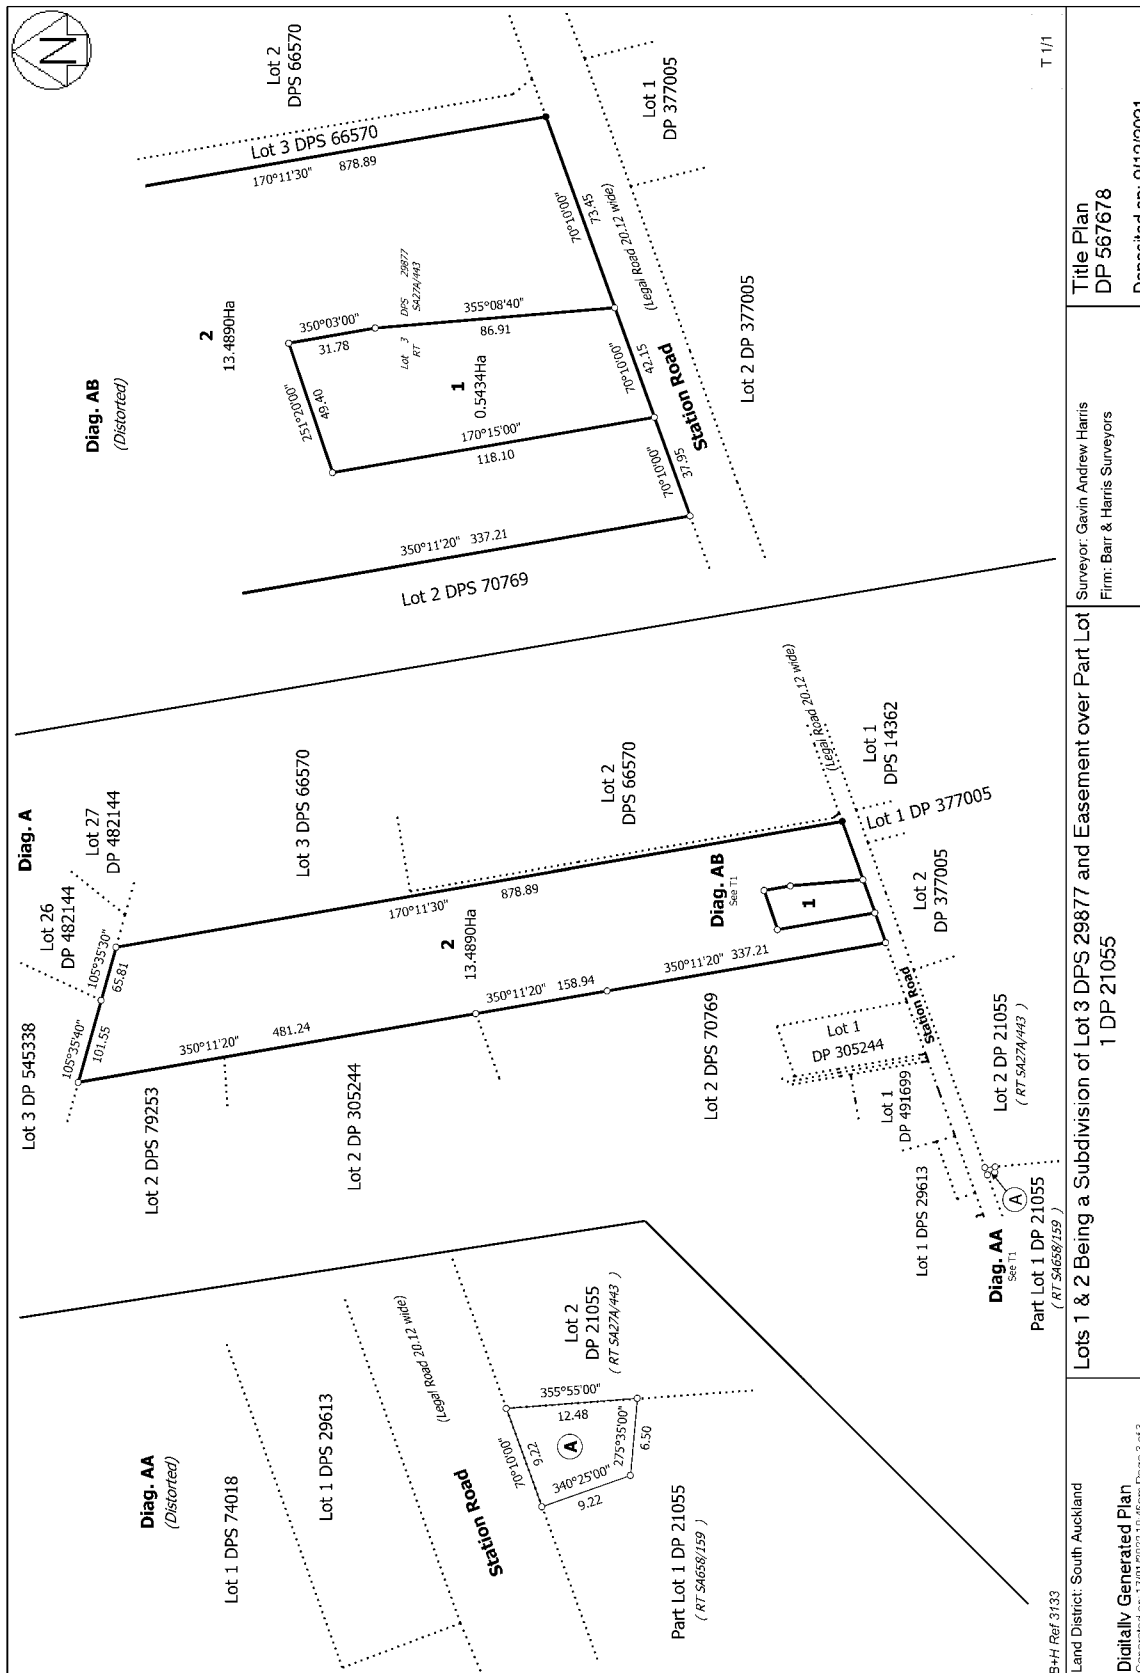 Diag. A
Lot 3 DP 545338
Lot 26
DP 482144
Lot 27
DP 482144
105°35'40"
101.55
105°35'30"
65.81
Lot 2 DPS 79253
350°11'20"
481.24
Lot 3 DPS 66570
Lot 2 DP 305244
2
13.4890Ha
170°11'30"
878.89
350°11'20" 158.94
Lot 2
DPS 66570
Lot 2 DPS 70769
350°11'20" 337.21
Diag. AB
See T1
1
(Legal Road 20.12 wide)
Lot 1
DPS 14362
Lot 1 DP 377005
Lot 2
DP 377005
Lot 1
DP 305244
Station Road
Lot 1
DP 491699
Lot 2 DP 21055
( RT SA27A/443 )
Lot 1 DPS 29613
Diag. AA
See T1
A
Part Lot 1 DP 21055
( RT SA658/159 )
Diag. AA
(Distorted)
Lot 1 DPS 74018
Lot 1 DPS 29613
(Legal Road 20.12 wide)
Station Road
Lot 2
DP 21055
( RT SA27A/443 )
70°10'00"
9.22
355°55'00"
12.48
A
340°25'00"
9.22
275°35'00"
6.50
Part Lot 1 DP 21055
( RT SA658/159 )
Diag. AB
(Distorted)
N
Lot 2
DPS 66570
Lot 3 DPS 66570
170°11'30" 878.89
2
13.4890Ha
350°03'00"
31.78
251°20'00"
49.40
Lot 3 DPS 29877
RT SA27A/443
355°08'40"
86.91
1
0.5434Ha
170°15'00"
118.10
350°11'20" 337.21
Lot 2 DPS 70769
70°10'00"
37.95
70°10'00"
42.15
70°10'00"
73.45
Station Road
(Legal Road 20.12 wide)
Lot 1
DP 377005
Lot 2 DP 377005
T 1/1
B+H Ref 3133
Land District: South Auckland
Digitally Generated Plan
Lots 1 & 2 Being a Subdivision of Lot 3 DPS 29877 and Easement over Part Lot
1 DP 21055
Surveyor: Gavin Andrew Harris
Firm: Barr & Harris Surveyors
Title Plan
DP 567678
Deposited on: 9/12/2021